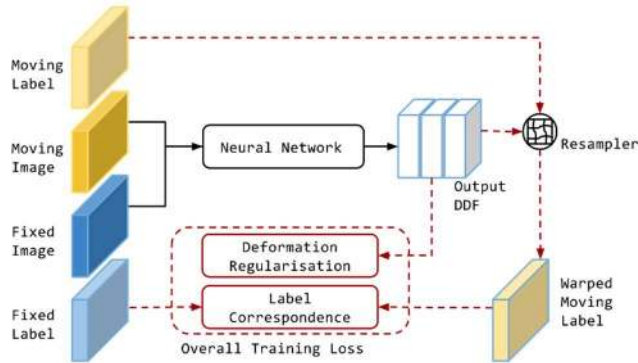 Moving
Label
Moving
Image
Fixed
Image
Fixed
Label
Neural Network
Output
DDF
Resampler
Deformation
Regularisation
Label
Correspondence
Overall Training Loss
Warped
Moving
Label